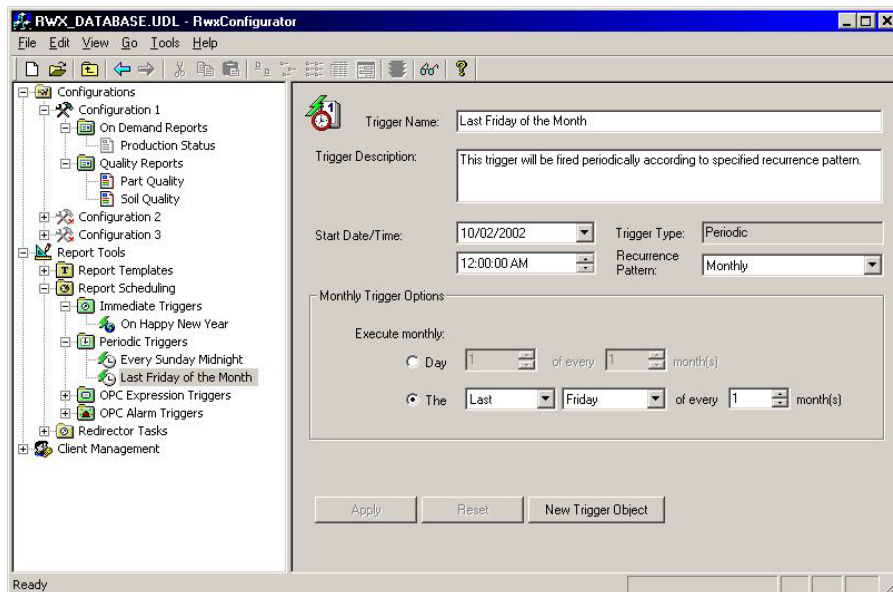 RWX_DATABASE.UDL - RwxConfigurator
File Edit View Go Tools Help
Configurations
Configuration 1
On Demand Reports
Production Status
Quality Reports
Part Quality
Soil Quality
Configuration 2
Configuration 3
Report Tools
Report Templates
Report Scheduling
Immediate Triggers
On Happy New Year
Periodic Triggers
Every Sunday Midnight
Last Friday of the Month
OPC Expression Triggers
OPC Alarm Triggers
Redirector Tasks
Client Management
Trigger Name: Last Friday of the Month
Trigger Description: This trigger will be fired periodically according to specified recurrence pattern.
Start Date/Time: 10/02/2002 Trigger Type: Periodic
12:00:00 AM Recurrence Pattern: Monthly
Monthly Trigger Options
Execute monthly:
Day 1 of every 1 month(s)
The Last Friday of every 1 month(s)
Apply Reset New Trigger Object
Ready